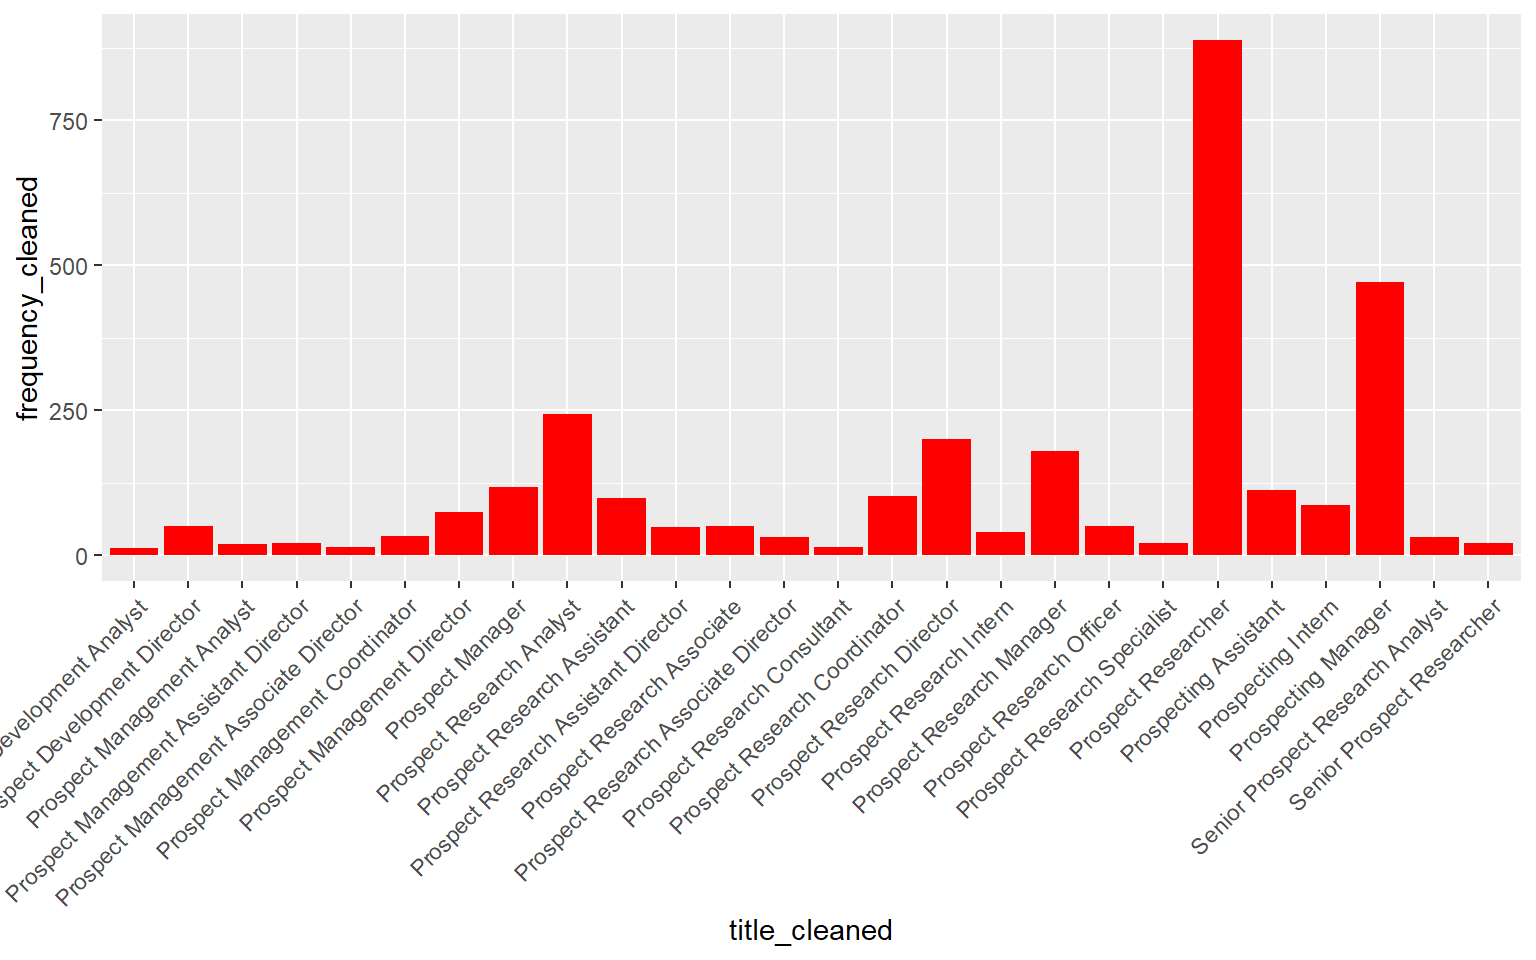 frequency_cleaned
750
500
250
0
Development Analyst
spect Development Director
Prospect Management Analyst
Prospect Management Assistant Director
Prospect Management Associate Director
Prospect Management Coordinator
Prospect Management Director
Prospect Manager
Prospect Research Analyst
Prospect Research Assistant
Prospect Research Assistant Director
Prospect Research Associate
Prospect Research Associate Director
Prospect Research Consultant
Prospect Research Coordinator
Prospect Research Director
Prospect Research Intern
Prospect Research Manager
Prospect Research Officer
Prospect Research Specialist
Prospect Researcher
Prospecting Assistant
Prospecting Intern
Prospecting Manager
Senior Prospect Research Analyst
Senior Prospect Researcher
title_cleaned